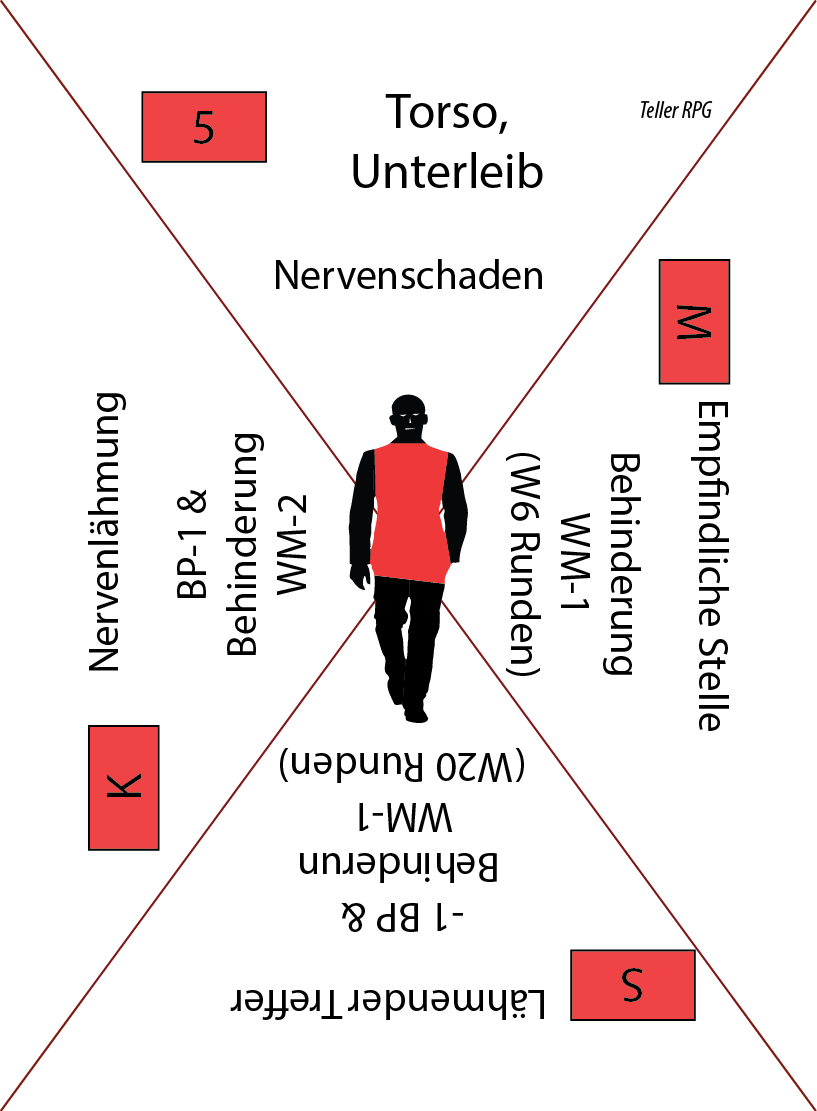 5
Torso,
Unterleib
Teller RPG
Nervenschaden
M
Empfindliche Stelle
Behinderung
WM-1
(W6 Runden)
S
Lähmender Treffer
-1 BP &
Behinderun
WM-1
(W20 Runden)
K
Nervenlähmung
BP-1 &
Behinderung
WM-2